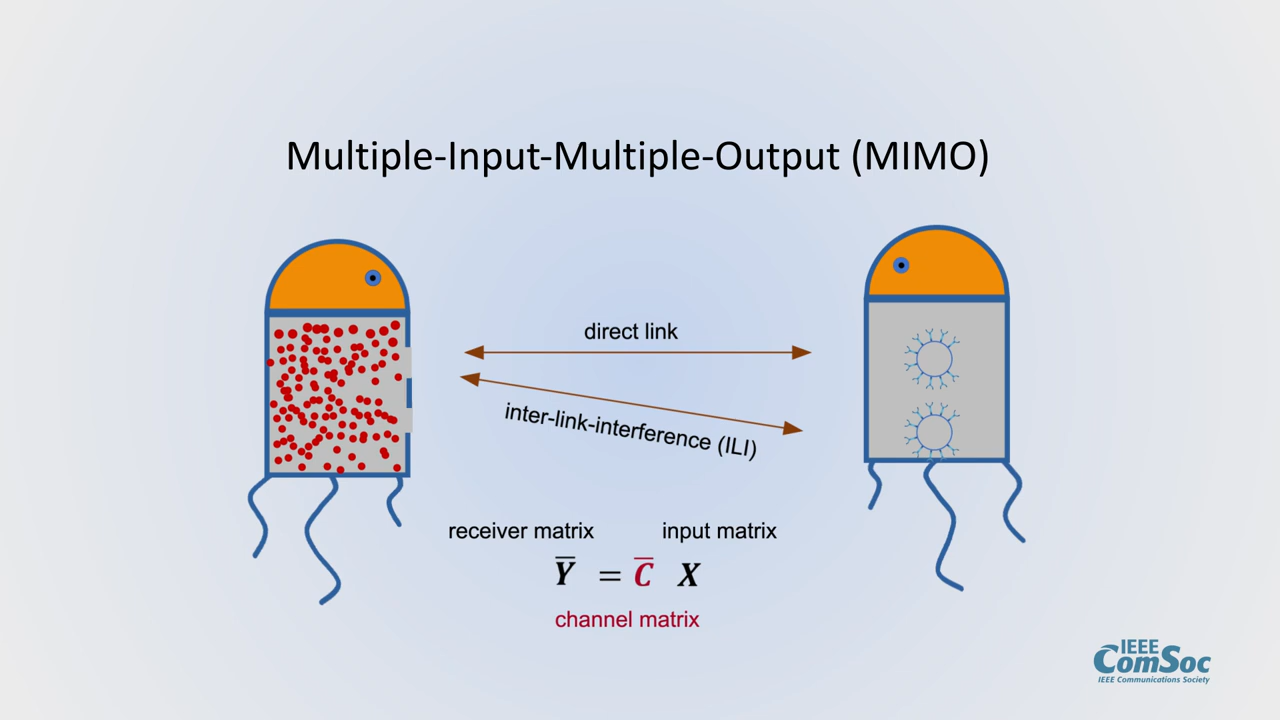 Multiple-Input-Multiple-Output (MIMO)
direct link
inter-link-interference (ILI)
receiver matrix input matrix
Y̅ = C̅ X
channel matrix
IEEE
ComSoc
IEEE Communications Society